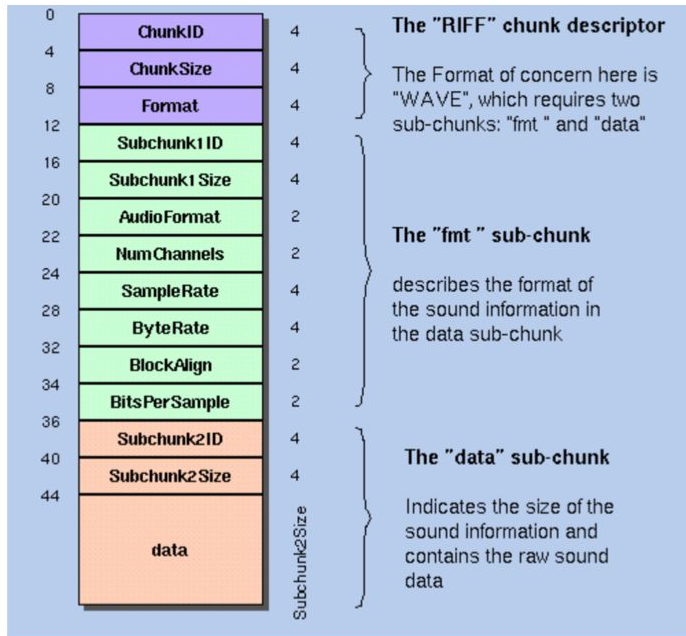 0
ChunkID 4
4
ChunkSize 4
8
Format 4
12
Subchunk1ID 4
16
Subchunk1Size 4
20
AudioFormat 2
22
NumChannels 2
24
SampleRate 4
28
ByteRate 4
32
BlockAlign 2
34
BitsPerSample 2
36
Subchunk2ID 4
40
Subchunk2Size 4
44
data
Subchunk2Size
The "RIFF" chunk descriptor
The Format of concern here is
"WAVE", which requires two
sub-chunks: "fmt " and "data"
The "fmt " sub-chunk
describes the format of
the sound information in
the data sub-chunk
The "data" sub-chunk
Indicates the size of the
sound information and
contains the raw sound
data